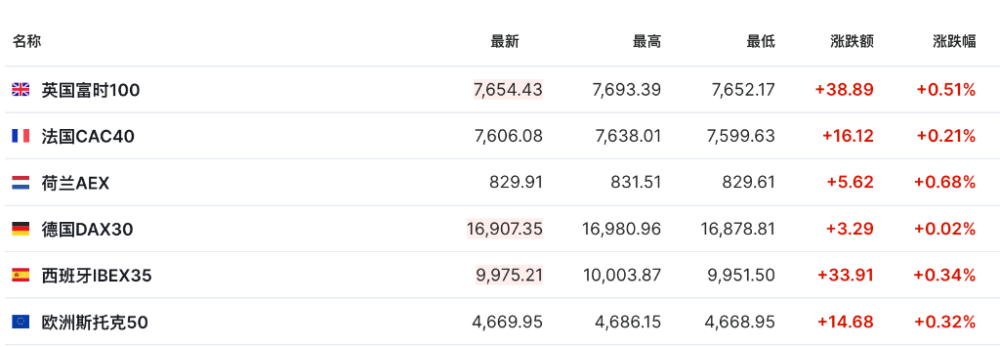 名称 最新 最高 最低 涨跌额 涨跌幅
英国富时100 7,654.43 7,693.39 7,652.17 +38.89 +0.51%
法国CAC40 7,606.08 7,638.01 7,599.63 +16.12 +0.21%
荷兰AEX 829.91 831.51 829.61 +5.62 +0.68%
德国DAX30 16,907.35 16,980.96 16,878.81 +3.29 +0.02%
西班牙IBEX35 9,975.21 10,003.87 9,951.50 +33.91 +0.34%
欧洲斯托克50 4,669.95 4,686.15 4,668.95 +14.68 +0.32%